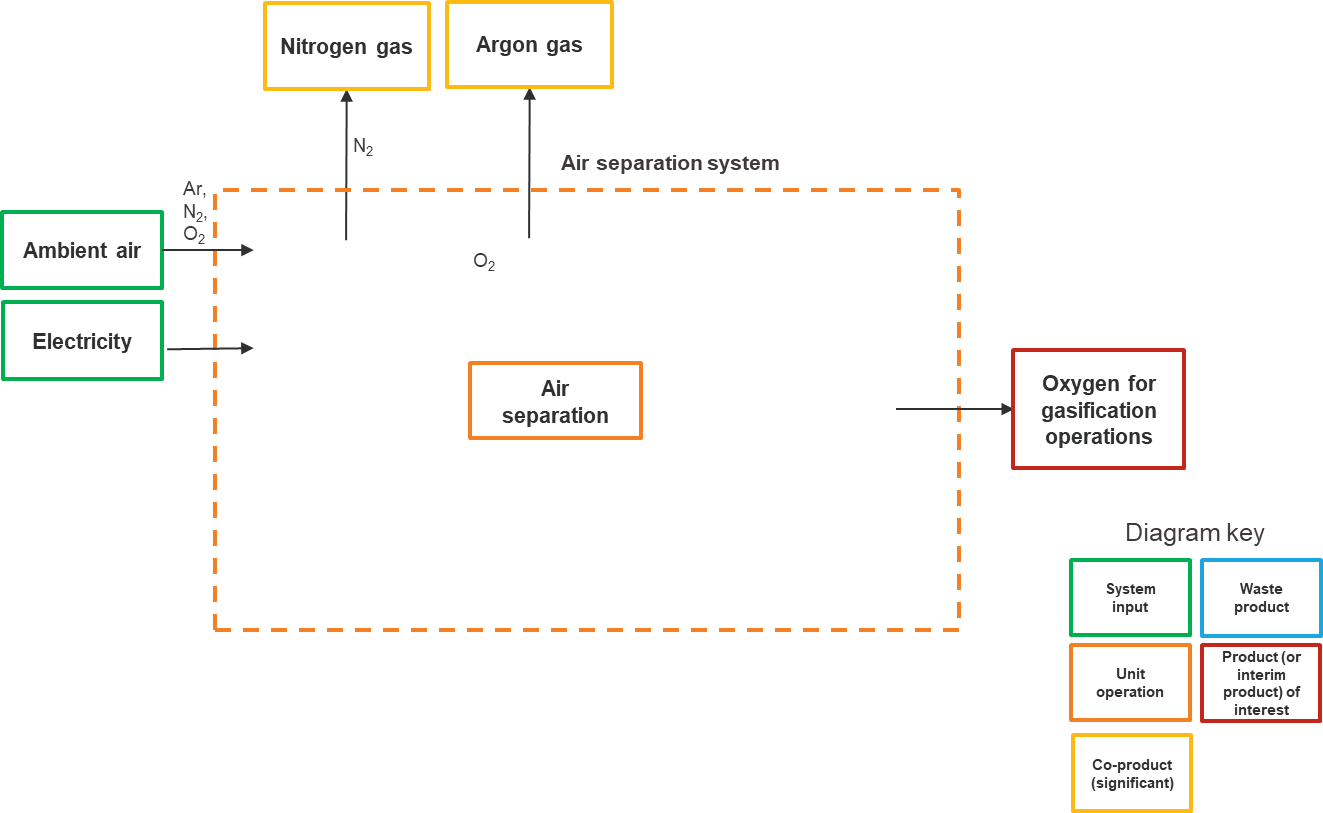 Nitrogen gas
Argon gas
N₂
Air separation system
Ar,
N₂,
O₂
Ambient air
O₂
Electricity
Air
separation
Oxygen for
gasification
operations
Diagram key
System
input
Waste
product
Unit
operation
Product (or
interim
product) of
interest
Co-product
(significant)